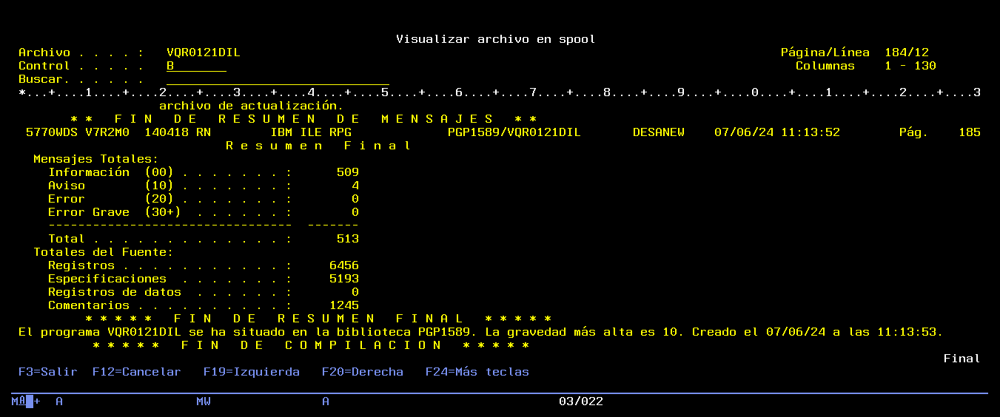 Visualizar archivo en spool
Archivo . . . . :   VQR0121DIL   Página/Línea  184/12
Control . . . . .   B   Columnas    1 - 130
Buscar. . . . . .
*...+....1....+....2....+....3....+....4....+....5....+....6....+....7....+....8....+....9....+....0....+....1....+....2....+....3
archivo de actualización.
* *   F I N   D E   R E S U M E N   D E   M E N S A J E S   * *
5770WDS V7R2M0  140418 RN        IBM ILE RPG             PGP1589/VQR0121DIL       DESANEW    07/06/24 11:13:52        Pág.    185
R e s u m e n   F i n a l
Mensajes Totales:
Información  (00) . . . . . . . :      509
Aviso        (10) . . . . . . . :        4
Error        (20) . . . . . . . :        0
Error Grave  (30+)  . . . . . . :        0
---------------------------------  -------
Total . . . . . . . . . . . . . :      513
Totales del Fuente:
Registros . . . . . . . . . . . :     6456
Especificaciones  . . . . . . . :     5193
Registros de datos  . . . . . . :        0
Comentarios . . . . . . . . . . :     1245
* * * * *   F I N   D E   R E S U M E N   F I N A L   * * * * *
El programa VQR0121DIL se ha situado en la biblioteca PGP1589. La gravedad más alta es 10. Creado el 07/06/24 a las 11:13:53.
* * * * *   F I N   D E   C O M P I L A C I O N   * * * * *
Final
F3=Salir  F12=Cancelar   F19=Izquierda   F20=Derecha   F24=Más teclas
MA + A   MW   A   03/022